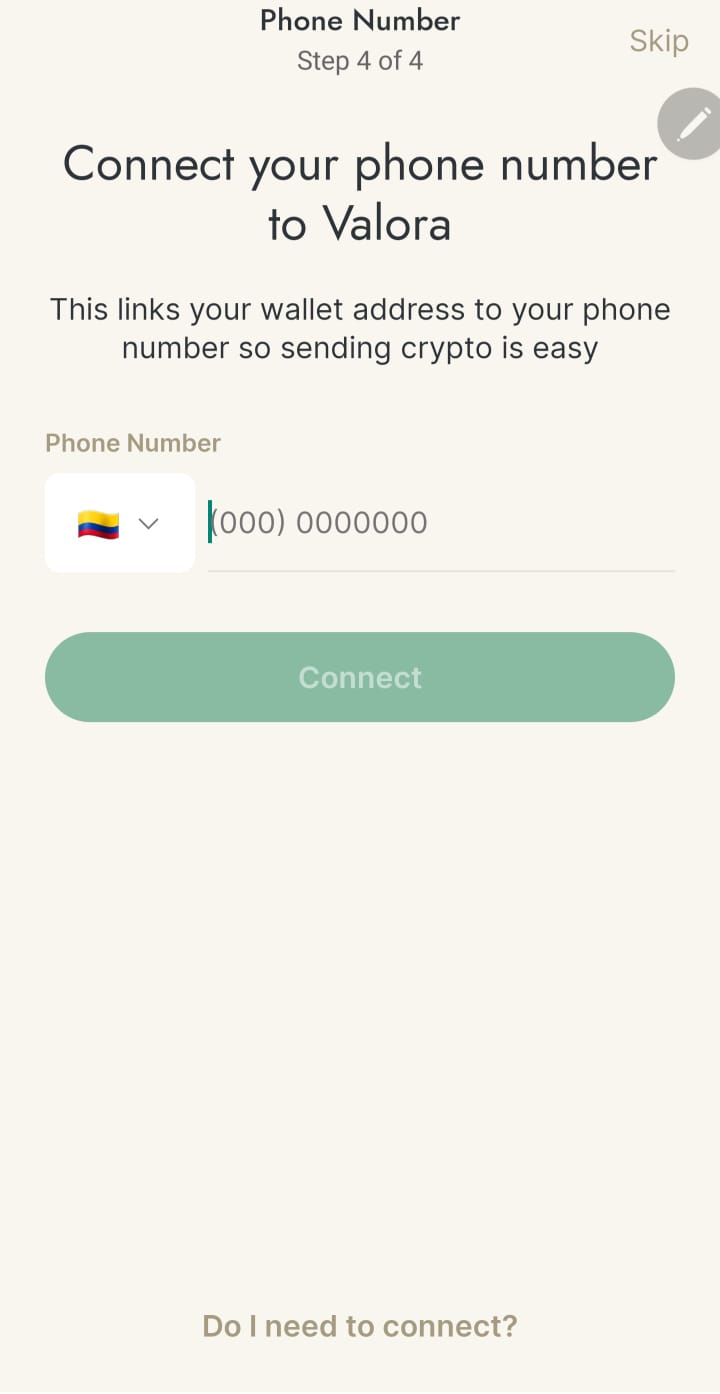 Phone Number
Step 4 of 4
Skip
Connect your phone number
to Valora
This links your wallet address to your phone
number so sending crypto is easy
Phone Number
(000) 0000000
Connect
Do I need to connect?